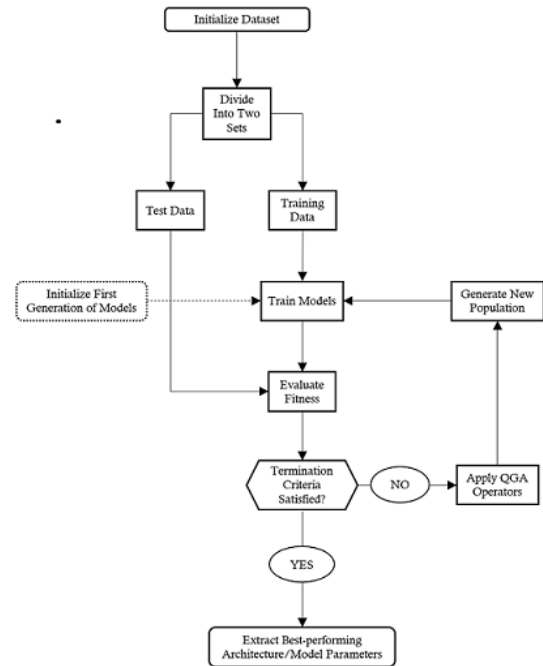 Initialize Dataset
Divide
Into Two
Sets
Test Data
Training
Data
Initialize First
Generation of Models
Train Models
Generate New
Population
Evaluate
Fitness
Termination
Criteria
Satisfied?
NO
Apply QGA
Operators
YES
Extract Best-performing
Architecture/Model Parameters